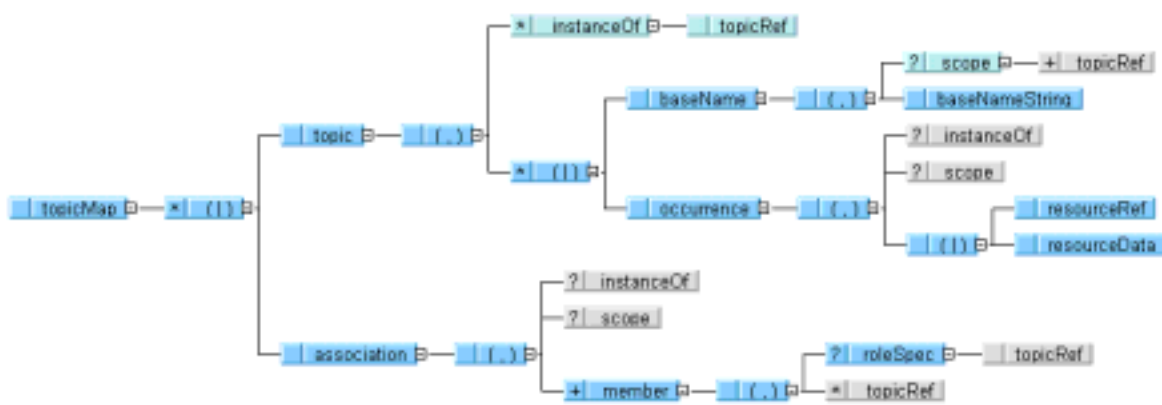 * instanceOf topicRef
? scope + topicRef
baseName (,) baseNameString
topic (,) ? instanceOf
* (|) ? scope
topicMap * (|) occurrence (,) resourceRef
(|) resourceData
? instanceOf
? scope
association (,) ? roleSpec topicRef
+ member (,) * topicRef